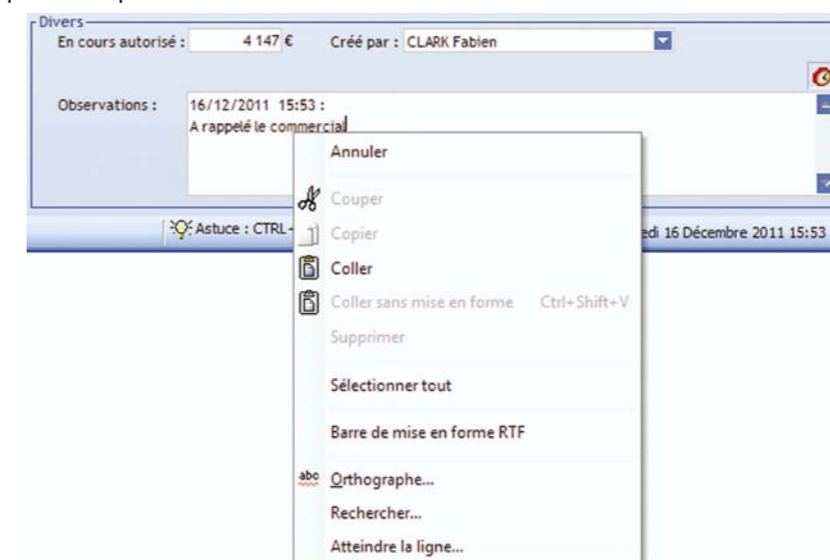 Divers
En cours autorisé : 4 147 € Créé par : CLARK Fabien
Observations : 16/12/2011 15:53 :
A rappelé le commercial
Annuler
Couper
Astuce : CTRL
Copier
edi 16 Décembre 2011 15:53
Coller
Coller sans mise en forme Ctrl+Shift+V
Supprimer
Sélectionner tout
Barre de mise en forme RTF
abc Orthographe...
Rechercher...
Atteindre la ligne...